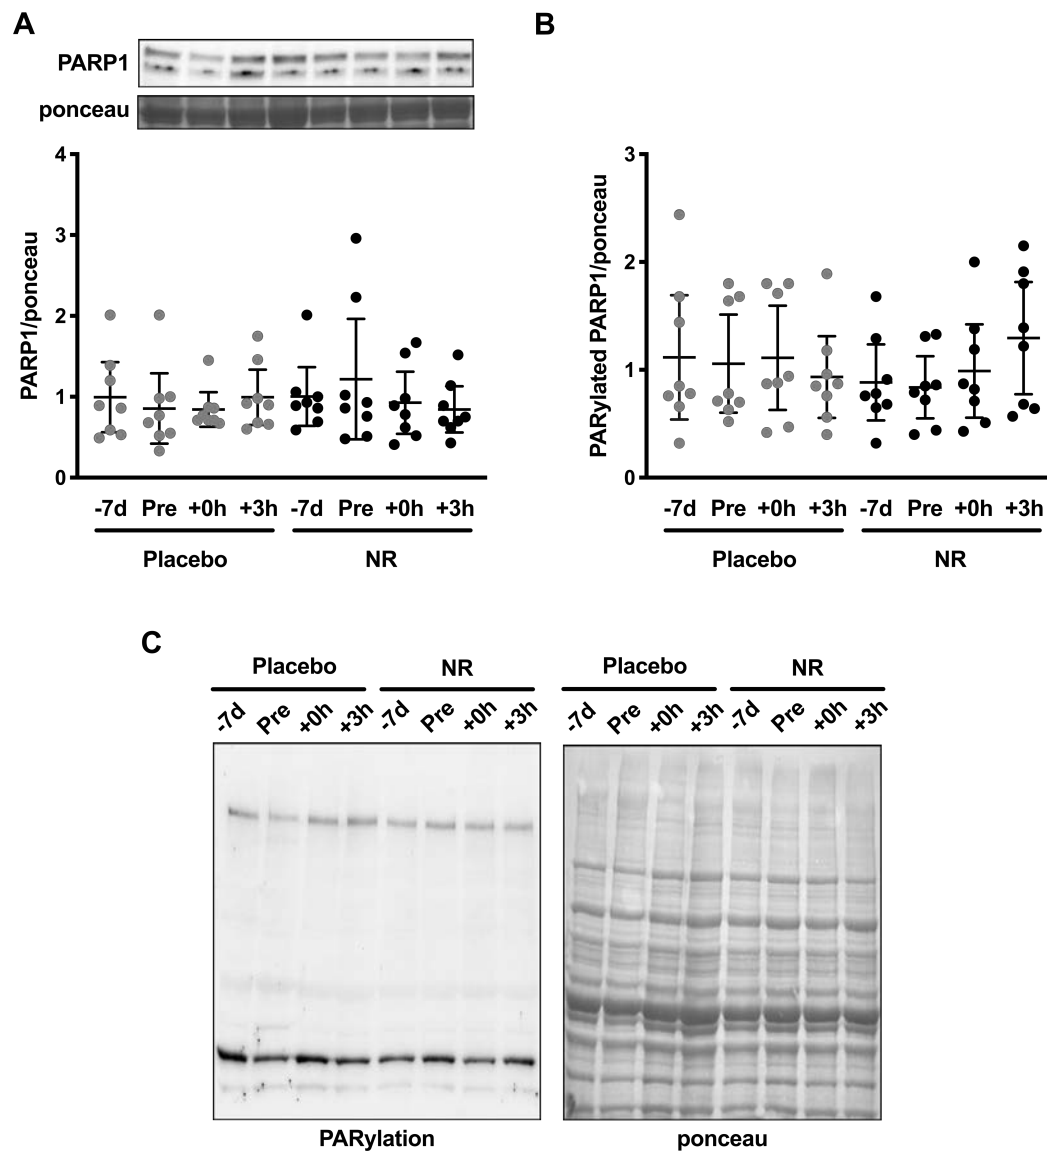 A
PARP1
ponceau
PARP1/ponceau
4
3
2
1
0
-7d Pre +0h +3h -7d Pre +0h +3h
Placebo NR
B
PARylated PARP1/ponceau
3
2
1
0
-7d Pre +0h +3h -7d Pre +0h +3h
Placebo NR
C
Placebo NR Placebo NR
-7d Pre +0h +3h -7d Pre +0h +3h -7d Pre +0h +3h -7d Pre +0h +3h
PARylation ponceau